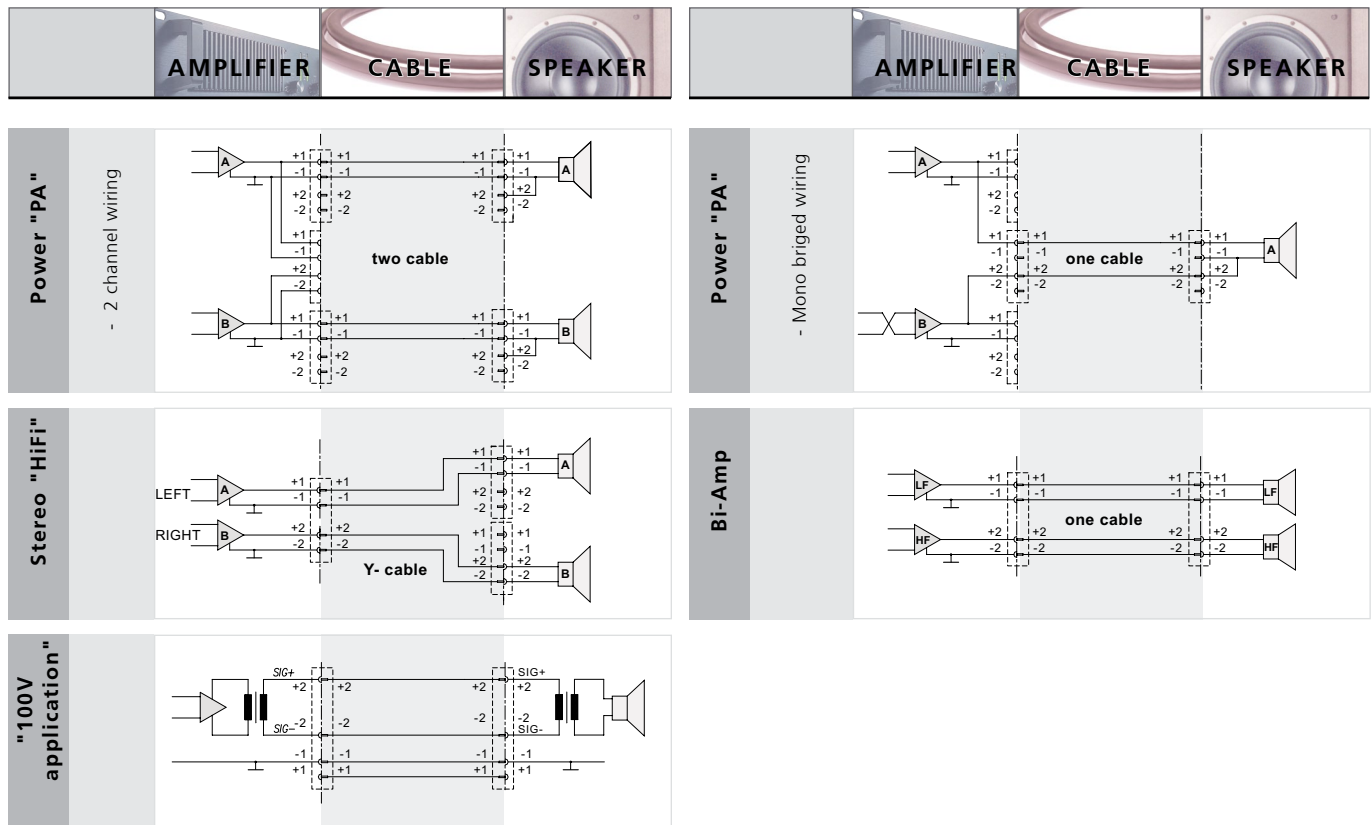 AMPLIFIER CABLE SPEAKER
AMPLIFIER CABLE SPEAKER
Power "PA"
- 2 channel wiring
A
+1 +1 +1 +1
-1 -1 -1 -1
+2 +2 +2 +2
-2 -2 -2 -2
A
+1
-1
+2
-2
two cable
B
+1 +1 +1 +1
-1 -1 -1 -1
+2 +2 +2 +2
-2 -2 -2 -2
B
Power "PA"
- Mono briged wiring
A
+1
-1
+2
-2
+1 +1 +1 +1
-1 -1 -1 -1
+2 +2 +2 +2
-2 -2 -2 -2
one cable
A
B
+1
-1
+2
-2
Stereo "HiFi"
LEFT
A
+1 +1 +1 +1
-1 -1 -1 -1
+2 +2
-2 -2
A
RIGHT
B
+2 +2 +1 +1
-2 -2 -1 -1
+2 +2
-2 -2
B
Y- cable
Bi-Amp
LF
+1 +1 +1 +1
-1 -1 -1 -1
LF
one cable
HF
+2 +2 +2 +2
-2 -2 -2 -2
HF
"100V
application"
SIG+ SIG+
+2 +2 +2 +2
-2 -2 -2 -2
SIG– SIG-
-1 -1 -1 -1
+1 +1 +1 +1